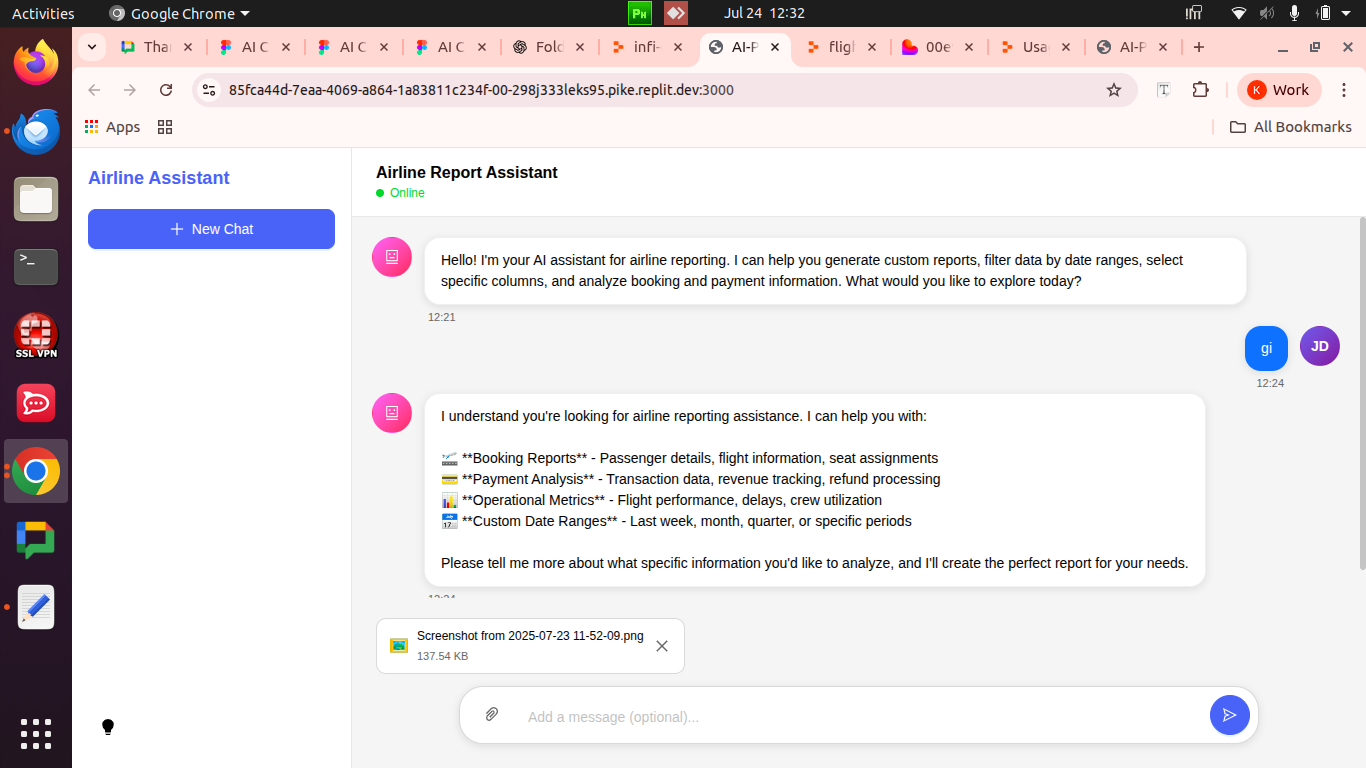 Activities
Google Chrome
Jul 24 12:32
Tha
AI C
AI C
AI C
Fold
infi-
AI-P
fligh
00e
Usa
AI-P
85fca44d-7eaa-4069-a864-1a83811c234f-00-298j333leks95.pike.replit.dev:3000
K
Work
Apps
All Bookmarks
SSL VPN
Airline Assistant
New Chat
Airline Report Assistant
Online
Hello! I'm your AI assistant for airline reporting. I can help you generate custom reports, filter data by date ranges, select
specific columns, and analyze booking and payment information. What would you like to explore today?
12:21
gi
JD
12:24
I understand you're looking for airline reporting assistance. I can help you with:
**Booking Reports** - Passenger details, flight information, seat assignments
**Payment Analysis** - Transaction data, revenue tracking, refund processing
**Operational Metrics** - Flight performance, delays, crew utilization
**Custom Date Ranges** - Last week, month, quarter, or specific periods
Please tell me more about what specific information you'd like to analyze, and I'll create the perfect report for your needs.
Screenshot from 2025-07-23 11-52-09.png
137.54 KB
Add a message (optional)...